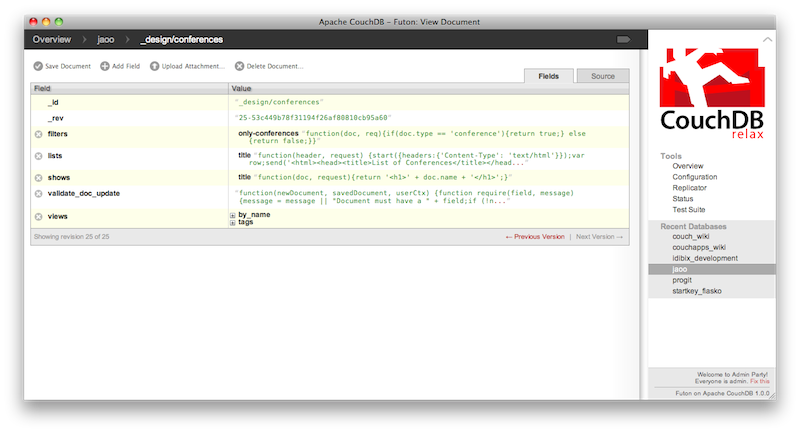 Apache CouchDB – Futon: View Document
Overview jaoo _design/conferences
Save Document Add Field Upload Attachment... Delete Document...
Fields Source
Field Value
_id "_design/conferences"
_rev "25-53c449b78f31194f26af80810cb95a60"
filters only-conferences "function(doc, req){if(doc.type == 'conference'){return true;} else
{return false;}}"
lists title "function(header, request) {start({headers:{'Content-Type': 'text/html'}});var
row;send('<html><head><title>List of Conferences</title></head..."
shows title "function(doc, request){return '<h1>' + doc.name + '</h1>';}"
validate_doc_update "function(newDocument, savedDocument, userCtx) {function require(field, message)
{message = message || "Document must have a " + field;if (!n..."
views by_name
tags
Showing revision 25 of 25 ← Previous Version | Next Version →
CouchDB
relax
Tools
Overview
Configuration
Replicator
Status
Test Suite
Recent Databases
couch_wiki
couchapps_wiki
idibix_development
jaoo
progit
startkey_fiasko
Welcome to Admin Party!
Everyone is admin. Fix this
Futon on Apache CouchDB 1.0.0